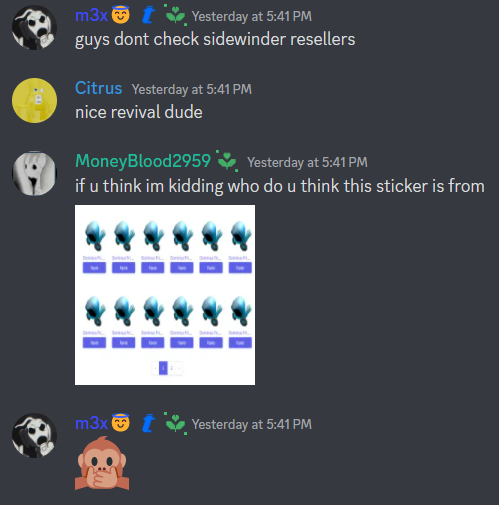 m3x Yesterday at 5:41 PM
guys dont check sidewinder resellers
Citrus Yesterday at 5:41 PM
nice revival dude
MoneyBlood2959 Yesterday at 5:41 PM
if u think im kidding who do u think this sticker is from
m3x Yesterday at 5:41 PM